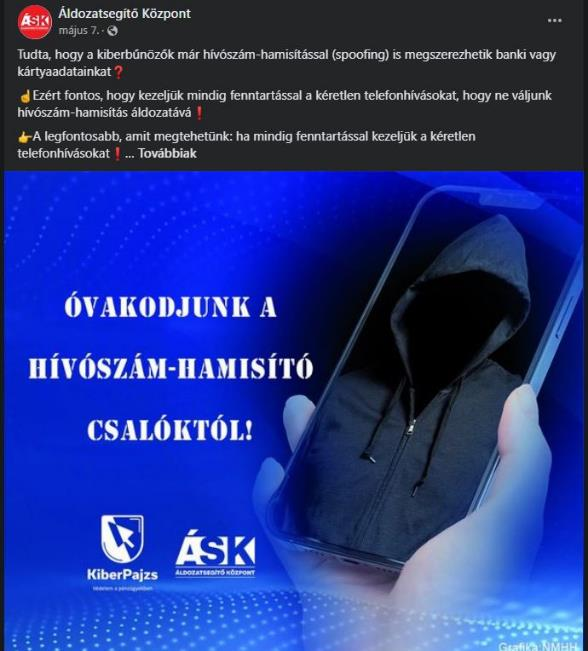 Áldozatsegítő Központ
május 7. ·
Tudta, hogy a kiberbűnözők már hívószám-hamisítással (spoofing) is megszerezhetik banki vagy
kártyaadatainkat❓
☝Ezért fontos, hogy kezeljük mindig fenntartással a kéretlen telefonhívásokat, hogy ne váljunk
hívószám-hamisítás áldozatává❗
👉A legfontosabb, amit megtehetünk: ha mindig fenntartással kezeljük a kéretlen
telefonhívásokat❗... Továbbiak
ÓVAKODJUNK A
HÍVÓSZÁM-HAMISÍTÓ
CSALÓKTÓL!
KiberPajzs
Védelem a pénzügyekben
ÁSK
ÁLDOZATSEGÍTŐ KÖZPONT
Grafika NMHH